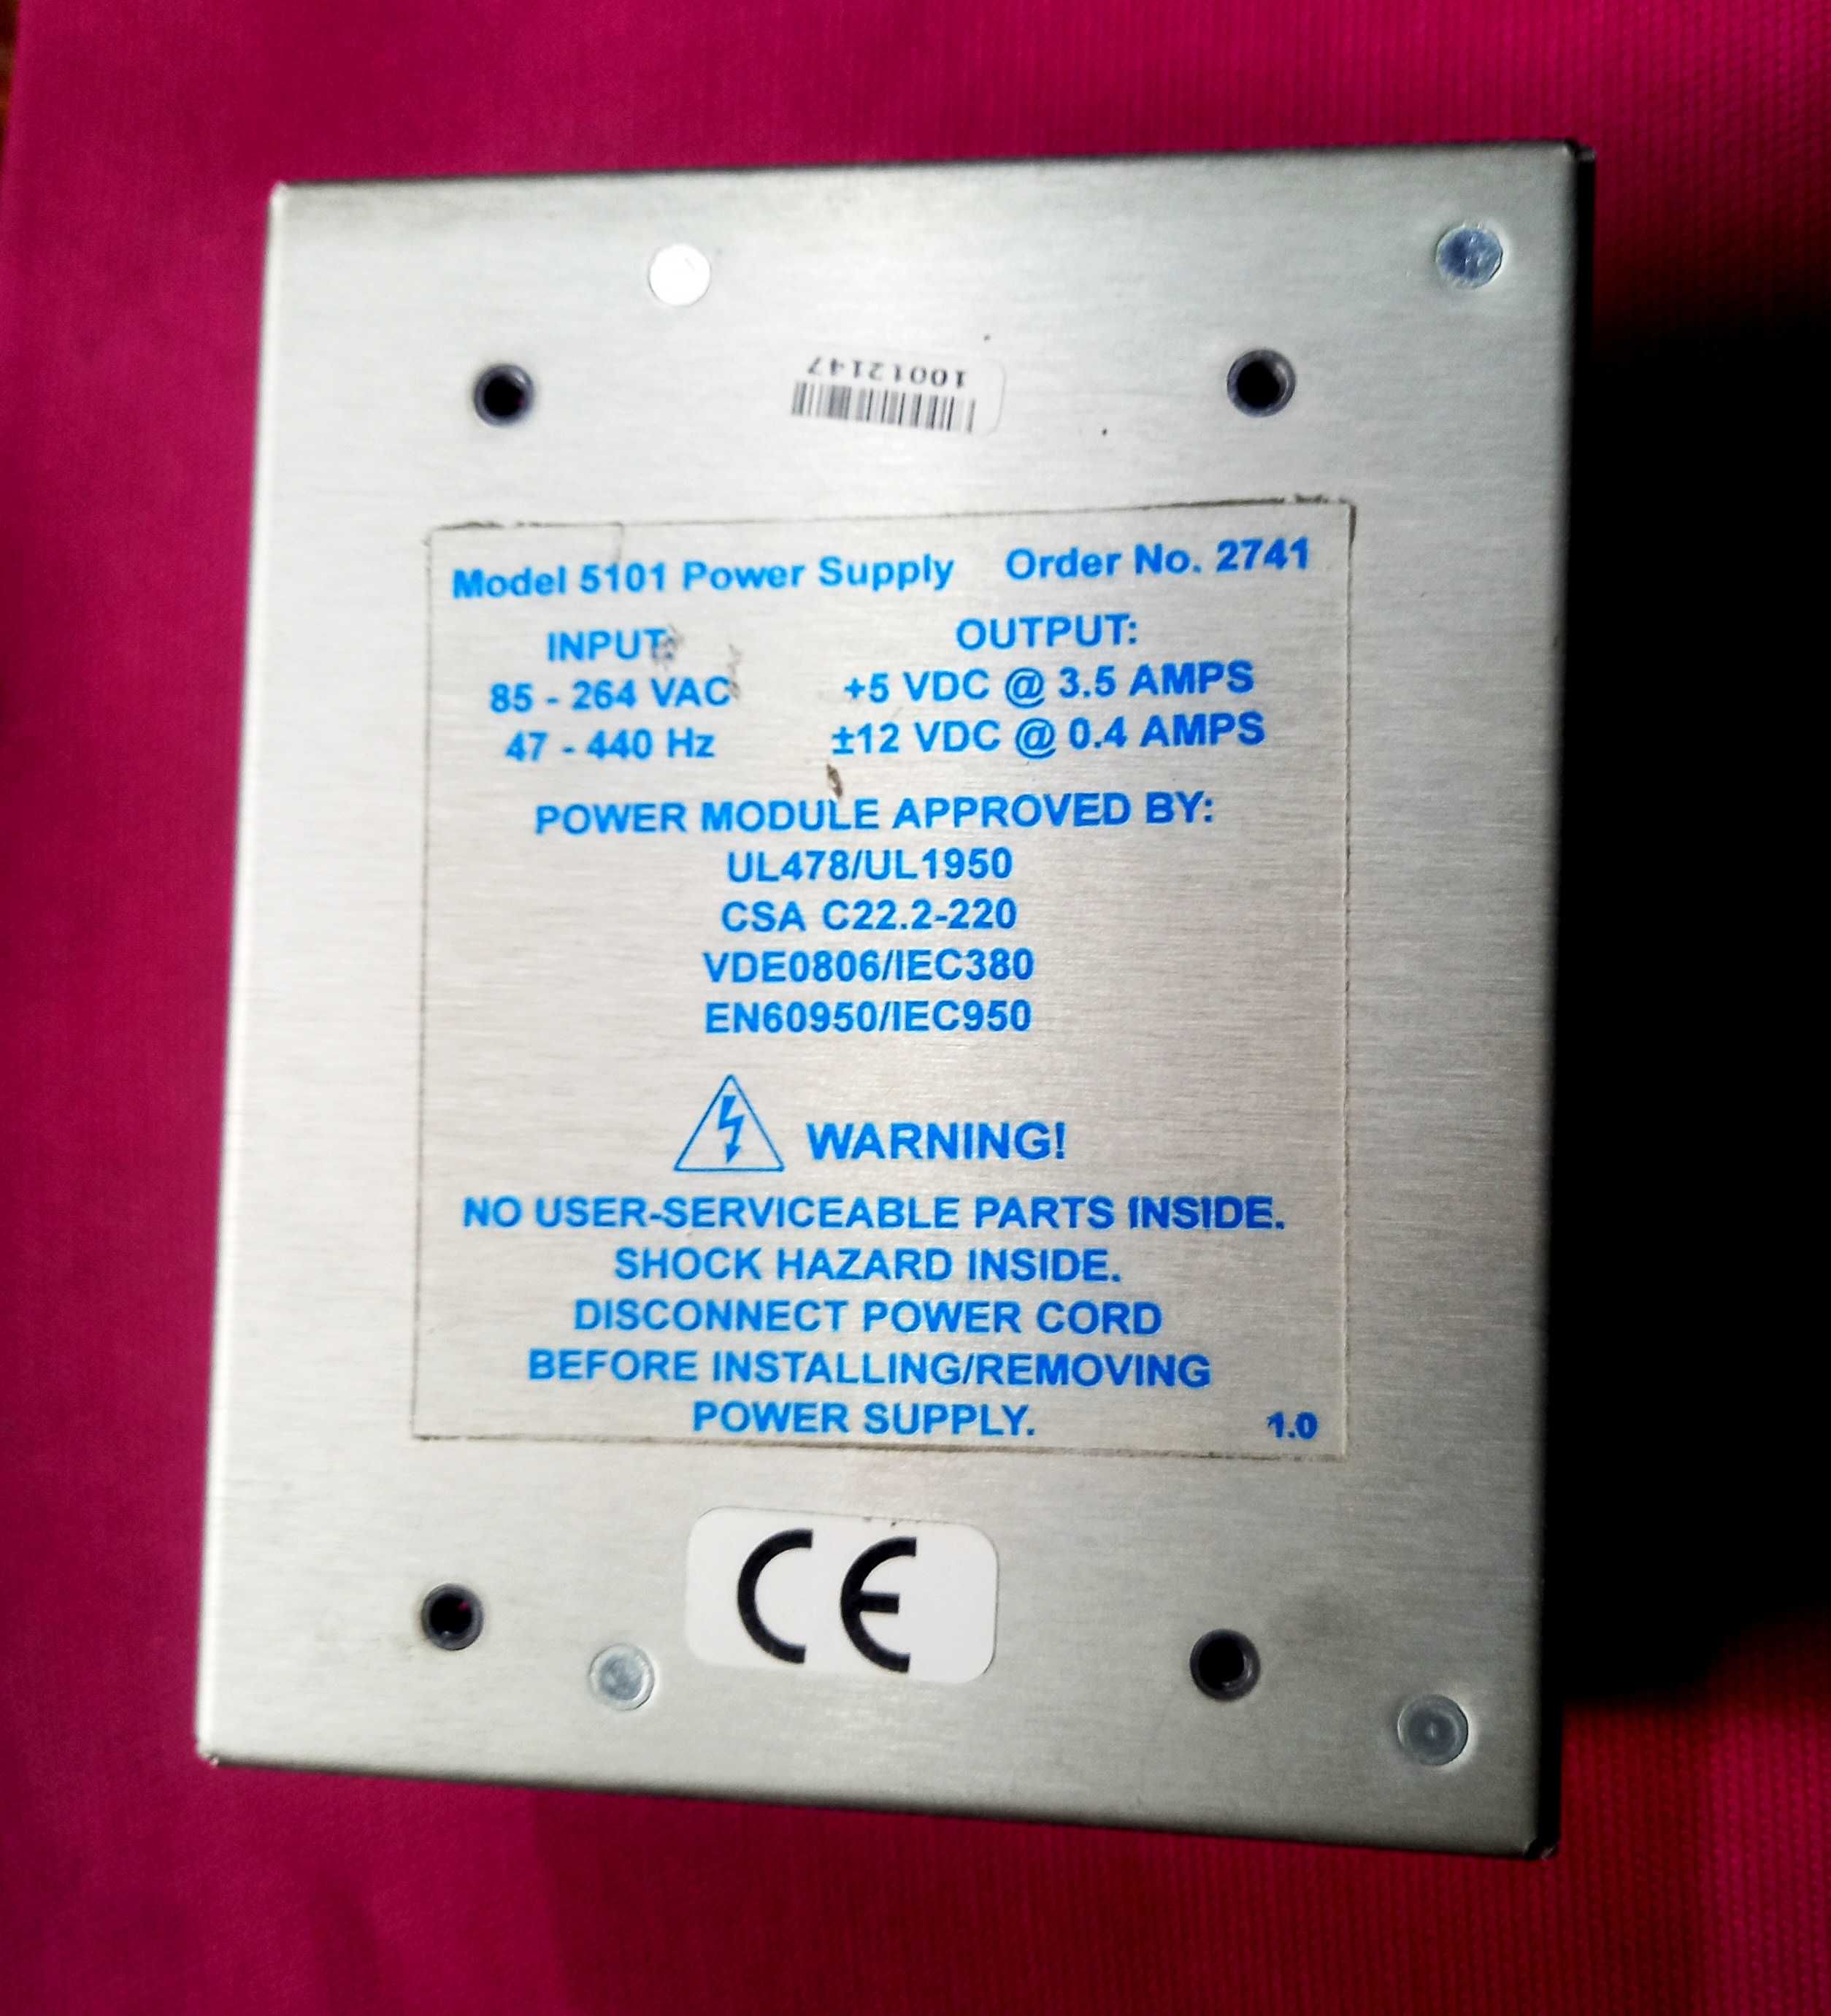 10012147
Model 5101 Power Supply Order No. 2741
INPUT: OUTPUT:
85 - 264 VAC +5 VDC @ 3.5 AMPS
47 - 440 Hz ±12 VDC @ 0.4 AMPS
POWER MODULE APPROVED BY:
UL478/UL1950
CSA C22.2-220
VDE0806/IEC380
EN60950/IEC950
WARNING!
NO USER-SERVICEABLE PARTS INSIDE.
SHOCK HAZARD INSIDE.
DISCONNECT POWER CORD
BEFORE INSTALLING/REMOVING
POWER SUPPLY. 1.0
CE